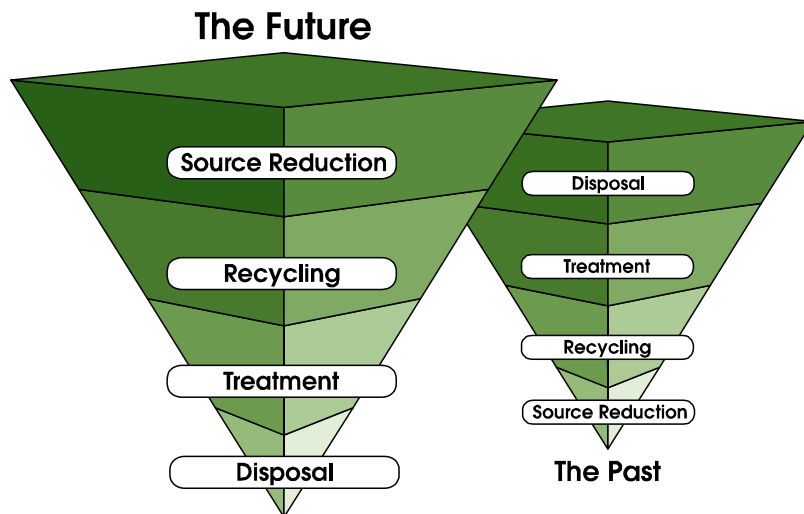 The Future
Source Reduction
Recycling
Treatment
Disposal
Disposal
Treatment
Recycling
Source Reduction
The Past